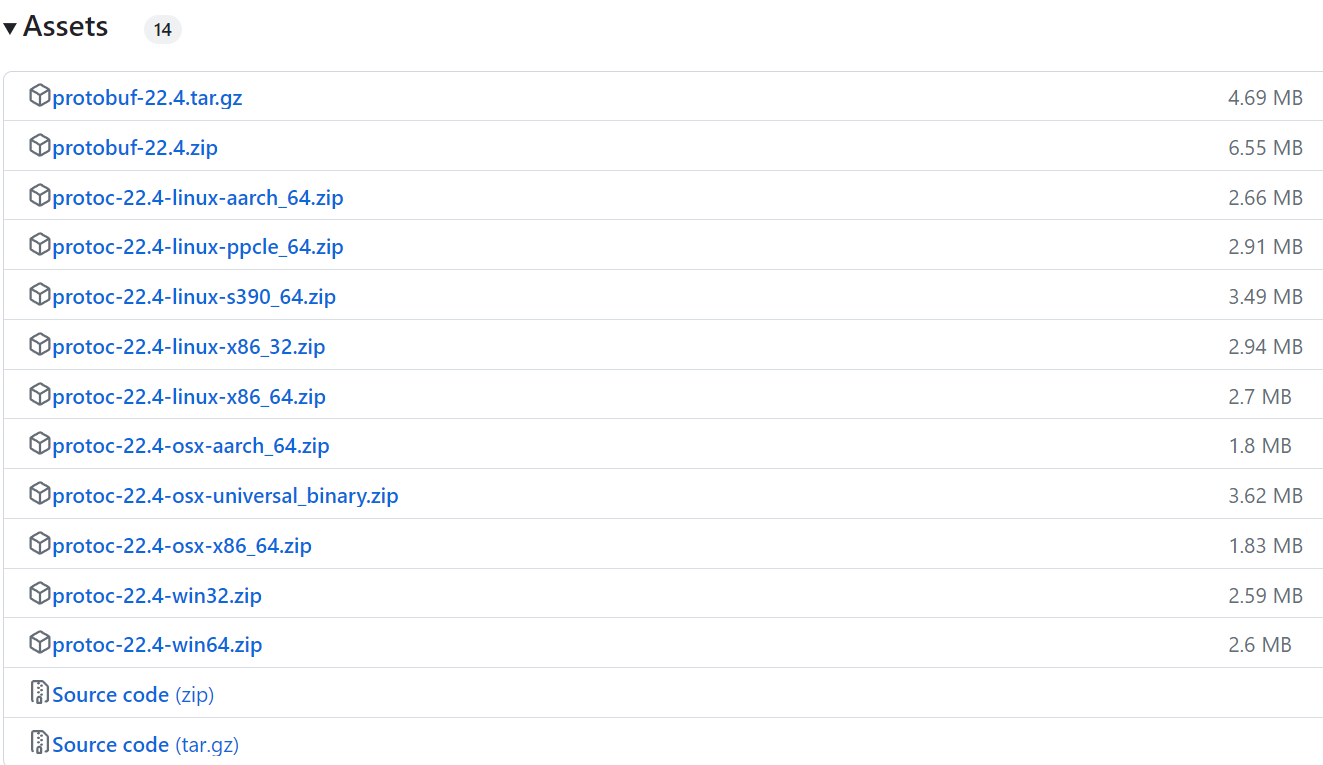 Assets 14
protobuf-22.4.tar.gz 4.69 MB
protobuf-22.4.zip 6.55 MB
protoc-22.4-linux-aarch_64.zip 2.66 MB
protoc-22.4-linux-ppcle_64.zip 2.91 MB
protoc-22.4-linux-s390_64.zip 3.49 MB
protoc-22.4-linux-x86_32.zip 2.94 MB
protoc-22.4-linux-x86_64.zip 2.7 MB
protoc-22.4-osx-aarch_64.zip 1.8 MB
protoc-22.4-osx-universal_binary.zip 3.62 MB
protoc-22.4-osx-x86_64.zip 1.83 MB
protoc-22.4-win32.zip 2.59 MB
protoc-22.4-win64.zip 2.6 MB
Source code (zip)
Source code (tar.gz)